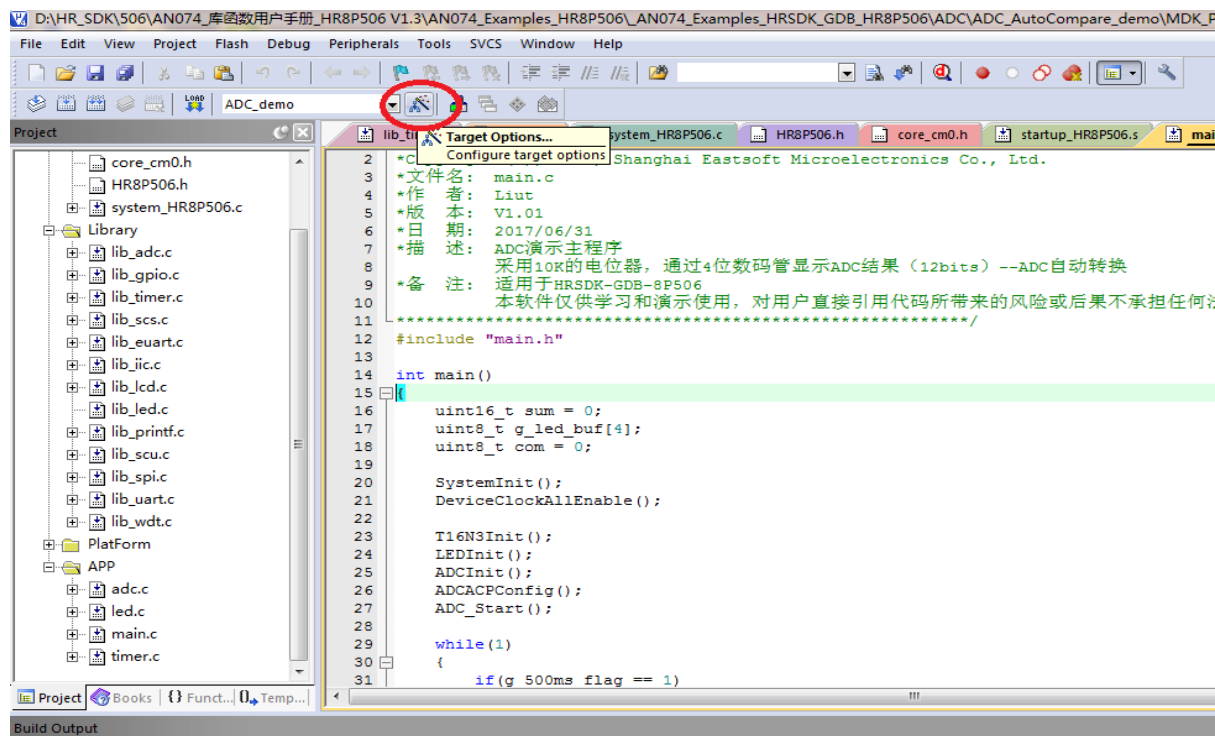 D:\HR_SDK\506\AN074_库函数用户手册_HR8P506 V1.3\AN074_Examples_HR8P506\_AN074_Examples_HRSDK_GDB_HR8P506\ADC\ADC_AutoCompare_demo\MDK_P
File Edit View Project Flash Debug Peripherals Tools SVCS Window Help
LOAD ADC_demo
Project
lib_ti system_HR8P506.c HR8P506.h core_cm0.h startup_HR8P506.s mai
Target Options...
Configure target options
core_cm0.h
HR8P506.h
system_HR8P506.c
Library
lib_adc.c
lib_gpio.c
lib_timer.c
lib_scs.c
lib_euart.c
lib_iic.c
lib_lcd.c
lib_led.c
lib_printf.c
lib_scu.c
lib_spi.c
lib_uart.c
lib_wdt.c
PlatForm
APP
adc.c
led.c
main.c
timer.c
Project Books {} Funct... Temp...
2 *C Shanghai Eastsoft Microelectronics Co., Ltd.
3 *文件名: main.c
4 *作 者: Liut
5 *版 本: V1.01
6 *日 期: 2017/06/31
7 *描 述: ADC演示主程序
8 采用10K的电位器，通过4位数码管显示ADC结果（12bits）--ADC自动转换
9 *备 注: 适用于HRSDK-GDB-8P506
10 本软件仅供学习和演示使用，对用户直接引用代码所带来的风险或后果不承担任何法
11 **********************************************************/
12 #include "main.h"
13
14 int main()
15 {
16 uint16_t sum = 0;
17 uint8_t g_led_buf[4];
18 uint8_t com = 0;
19
20 SystemInit();
21 DeviceClockAllEnable();
22
23 T16N3Init();
24 LEDInit();
25 ADCInit();
26 ADCACPConfig();
27 ADC_Start();
28
29 while(1)
30 {
31 if(g_500ms_flag == 1)
Build Output